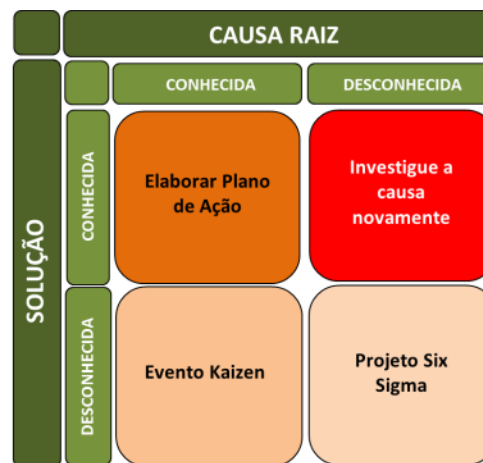 CAUSA RAIZ
CONHECIDA
DESCONHECIDA
SOLUÇÃO
CONHECIDA
Elaborar Plano
de Ação
Investigue a
causa
novamente
DESCONHECIDA
Evento Kaizen
Projeto Six
Sigma